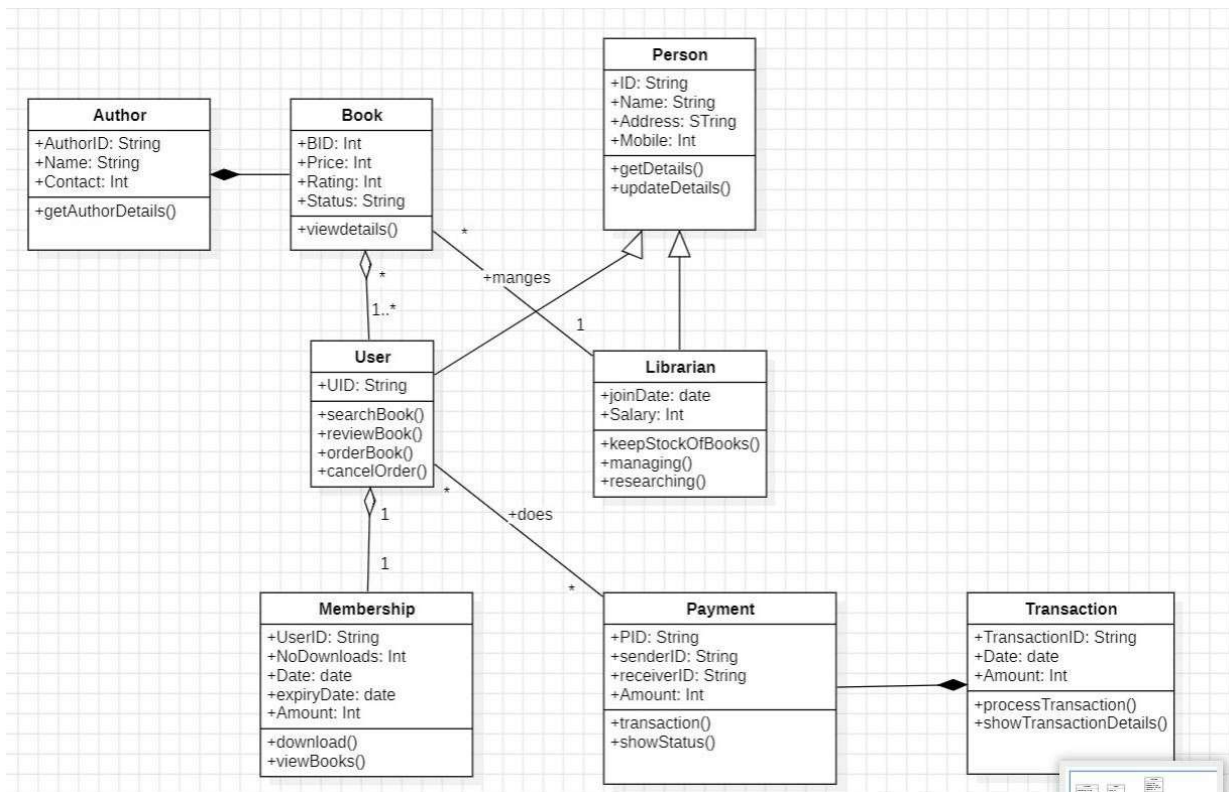 Person
+ID: String
+Name: String
+Address: STring
+Mobile: Int
+getDetails()
+updateDetails()
Author
+AuthorID: String
+Name: String
+Contact: Int
+getAuthorDetails()
Book
+BID: Int
+Price: Int
+Rating: Int
+Status: String
+viewdetails()
*
+manges
1
*
1..*
User
+UID: String
+searchBook()
+reviewBook()
+orderBook()
+cancelOrder()
Librarian
+joinDate: date
+Salary: Int
+keepStockOfBooks()
+managing()
+researching()
*
+does
*
1
1
Membership
+UserID: String
+NoDownloads: Int
+Date: date
+expiryDate: date
+Amount: Int
+download()
+viewBooks()
Payment
+PID: String
+senderID: String
+receiverID: String
+Amount: Int
+transaction()
+showStatus()
Transaction
+TransactionID: String
+Date: date
+Amount: Int
+processTransaction()
+showTransactionDetails()